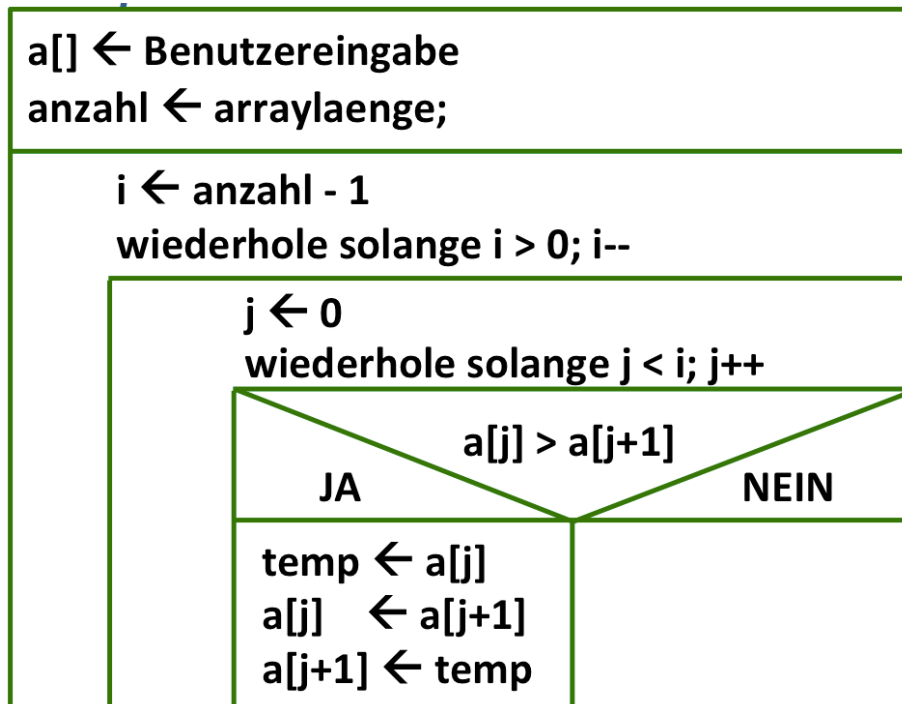 a[] ← Benutzereingabe
anzahl ← arraylaenge;
i ← anzahl - 1
wiederhole solange i > 0; i--
j ← 0
wiederhole solange j < i; j++
a[j] > a[j+1]
JA NEIN
temp ← a[j]
a[j] ← a[j+1]
a[j+1] ← temp